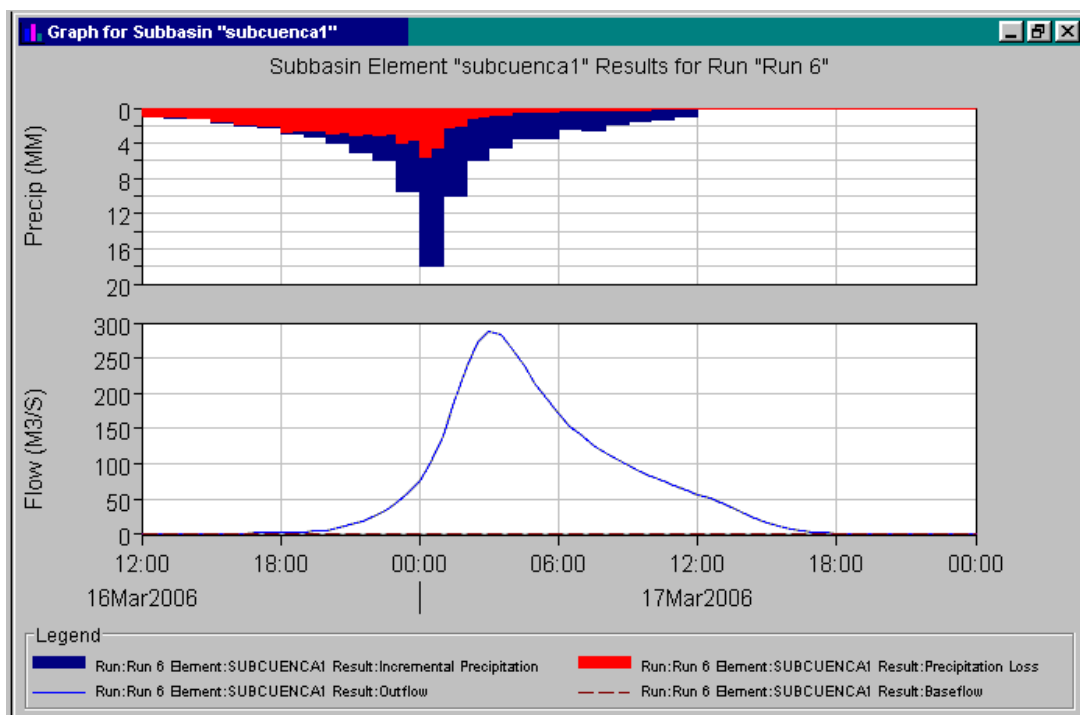 Graph for Subbasin "subcuenca1"
Subbasin Element "subcuenca1" Results for Run "Run 6"
Precip (MM)
0
4
8
12
16
20
Flow (M3/S)
300
250
200
150
100
50
0
12:00 18:00 00:00 06:00 12:00 18:00 00:00
16Mar2006 17Mar2006
Legend
Run:Run 6 Element:SUBCUENCA1 Result:Incremental Precipitation Run:Run 6 Element:SUBCUENCA1 Result:Precipitation Loss
Run:Run 6 Element:SUBCUENCA1 Result:Outflow Run:Run 6 Element:SUBCUENCA1 Result:Baseflow